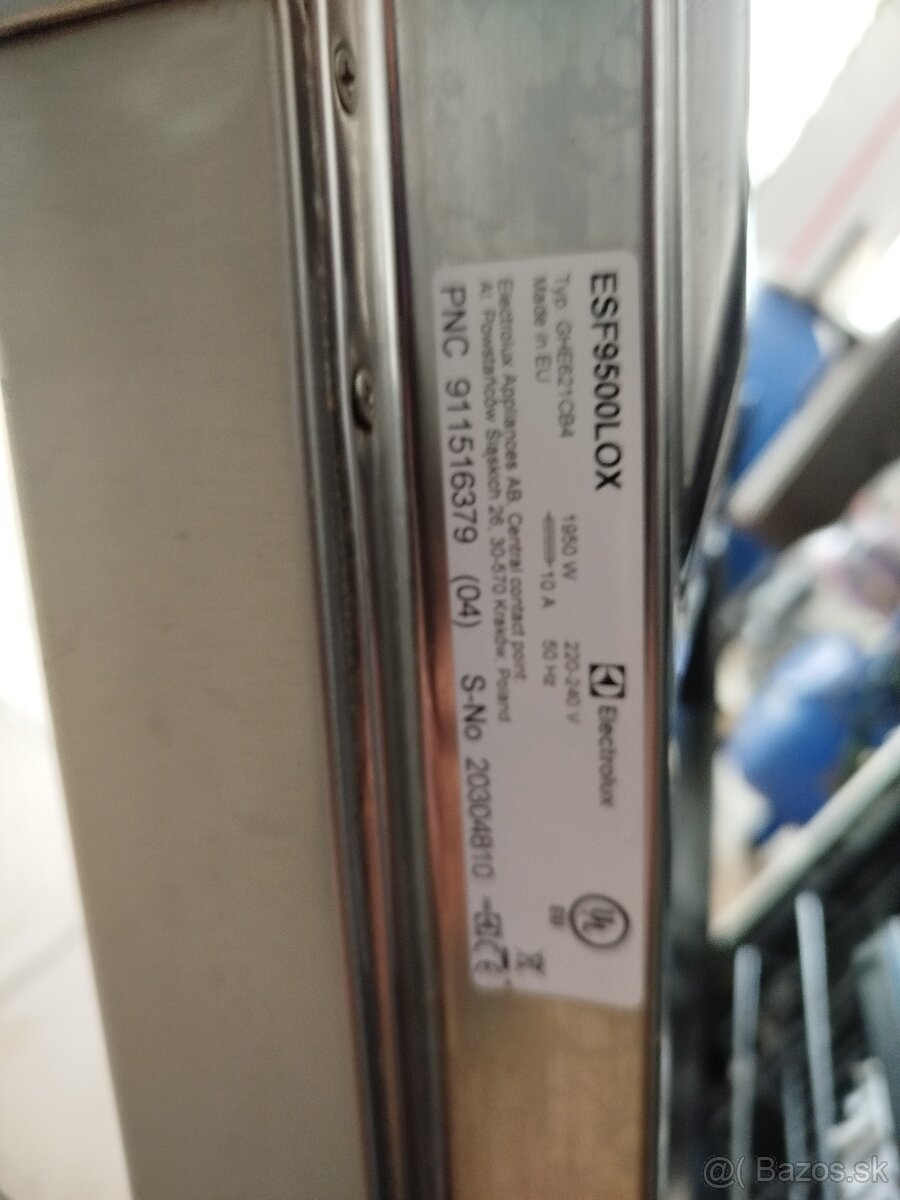 ESF9500LOX
Electrolux
Typ. GHE621CB4 1950 W 220-240 V
Made in EU 10 A 50 Hz
Electrolux Appliances AB, Central contact point:
Al. Powstańców Śląskich 26, 30-570 Kraków, Poland
PNC 911516379 (04) S-No 20304810
CE
@( Bazos.sk